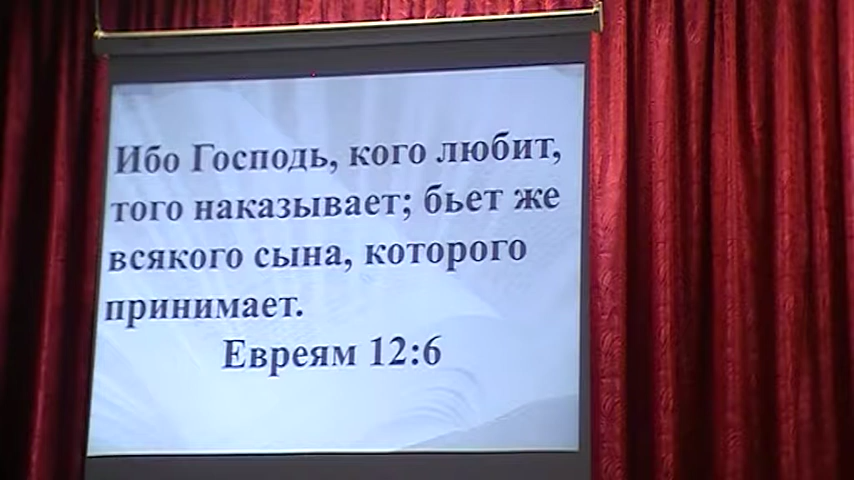 Ибо Господь, кого любит,
того наказывает; бьет же
всякого сына, которого
принимает.
Евреям 12:6